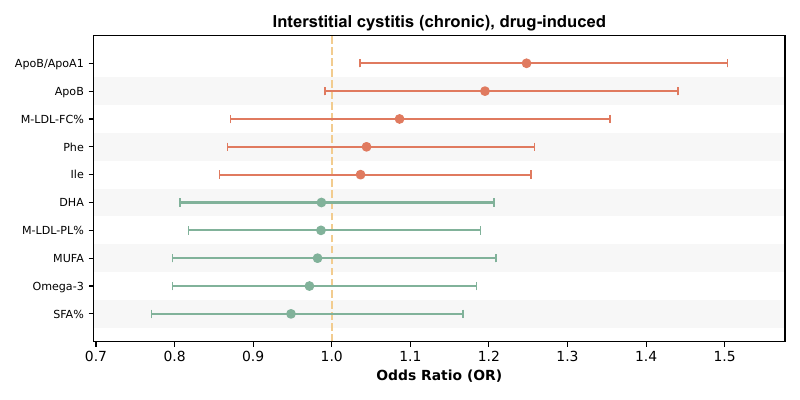 Interstitial cystitis (chronic), drug-induced
ApoB/ApoA1
ApoB
M-LDL-FC%
Phe
Ile
DHA
M-LDL-PL%
MUFA
Omega-3
SFA%
0.7 0.8 0.9 1.0 1.1 1.2 1.3 1.4 1.5
Odds Ratio (OR)